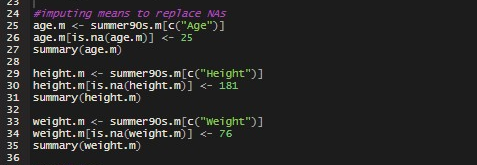 23
24 #imputing means to replace NAs
25 age.m <- summer90s.m[c("Age")]
26 age.m[is.na(age.m)] <- 25
27 summary(age.m)
28
29 height.m <- summer90s.m[c("Height")]
30 height.m[is.na(height.m)] <- 181
31 summary(height.m)
32
33 weight.m <- summer90s.m[c("Weight")]
34 weight.m[is.na(weight.m)] <- 76
35 summary(weight.m)
36